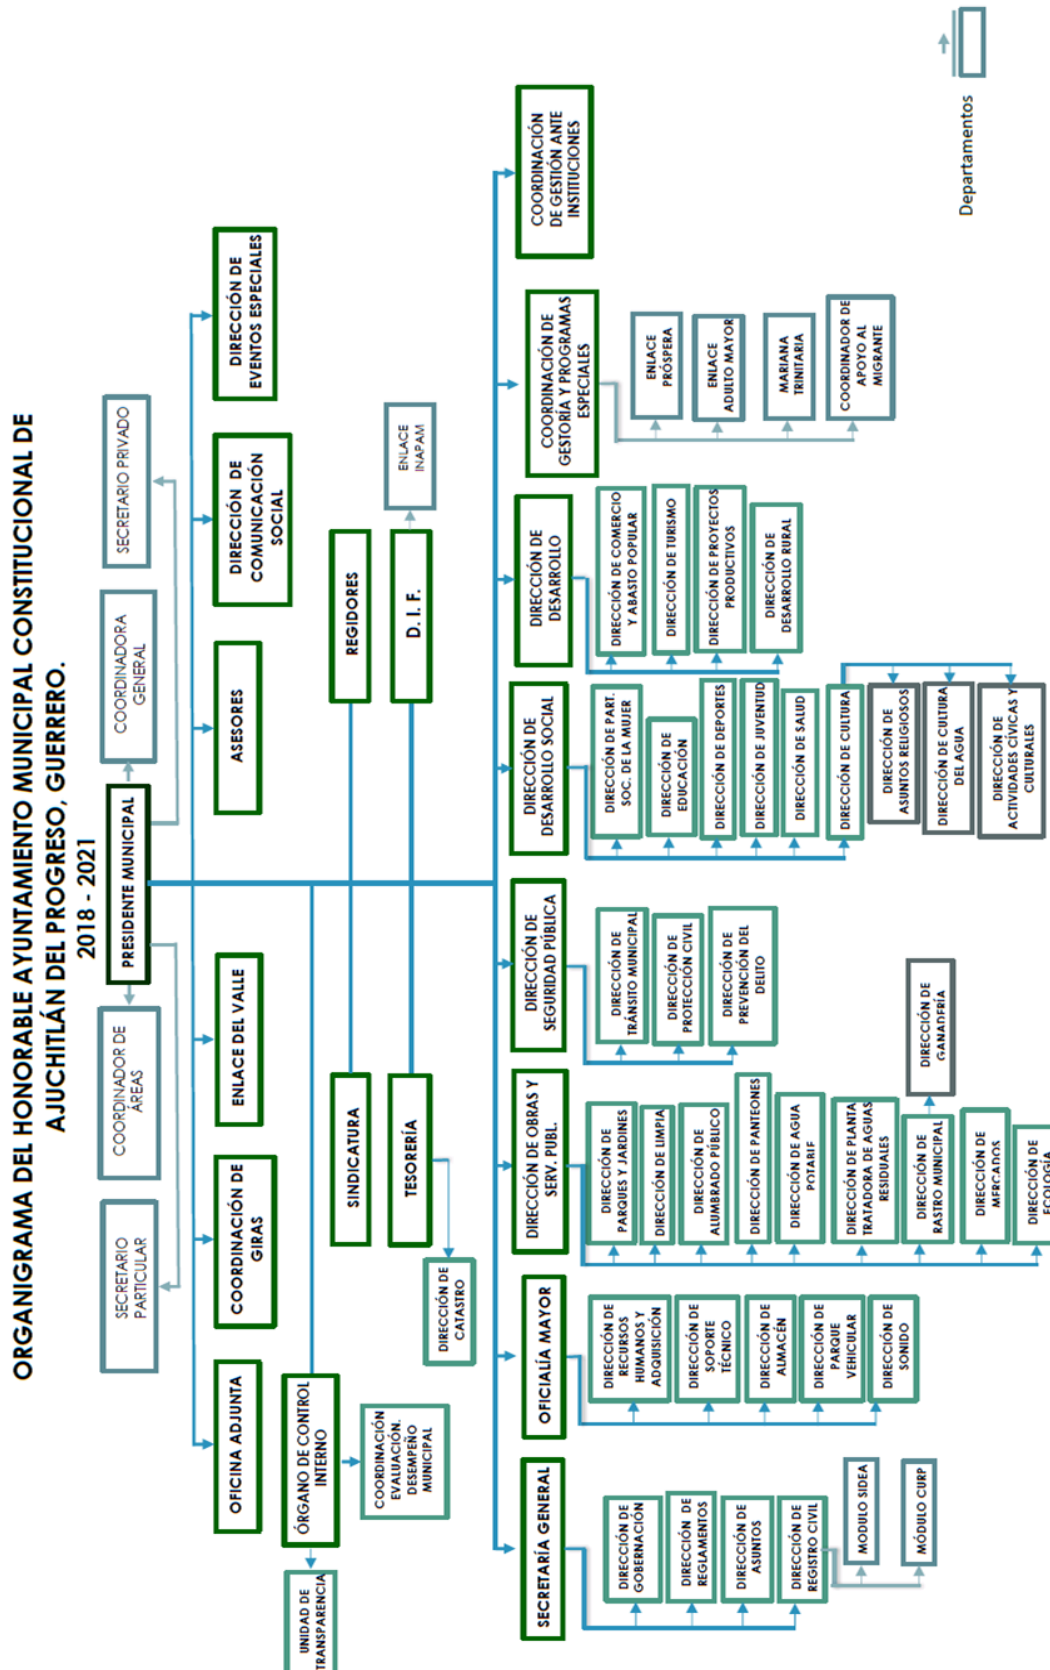 ORGANIGRAMA DEL HONORABLE AYUNTAMIENTO MUNICIPAL CONSTITUCIONAL DE
AJUCHITLÁN DEL PROGRESO, GUERRERO.
2018 - 2021
SECRETARIO
PARTICULAR
COORDINADOR DE
ÁREAS
PRESIDENTE MUNICIPAL
COORDINADORA
GENERAL
SECRETARIO PRIVADO
OFICINA ADJUNTA
COORDINACIÓN DE
GIRAS
ENLACE DEL VALLE
ASESORES
DIRECCIÓN DE
COMUNICACIÓN
SOCIAL
DIRECCIÓN DE
EVENTOS ESPECIALES
ÓRGANO DE CONTROL
INTERNO
UNIDAD DE
TRANSPARENCIA
COORDINACIÓN
EVALUACIÓN.
DESEMPEÑO
MUNICIPAL
SINDICATURA
REGIDORES
TESORERÍA
D. I. F.
ENLACE
INAPAM
DIRECCIÓN DE
CATASTRO
SECRETARÍA GENERAL
DIRECCIÓN DE
GOBERNACIÓN
DIRECCIÓN DE
REGLAMENTOS
DIRECCIÓN DE
ASUNTOS
DIRECCIÓN DE
REGISTRO CIVIL
MODULO SIDEA
MÓDULO CURP
OFICIALÍA MAYOR
DIRECCIÓN DE
RECURSOS
HUMANOS Y
ADQUISICIÓN
DIRECCIÓN DE
SOPORTE
TÉCNICO
DIRECCIÓN DE
ALMACÉN
DIRECCIÓN DE
PARQUE
VEHICULAR
DIRECCIÓN DE
SONIDO
DIRECCIÓN DE OBRAS Y
SERV. PUBL.
DIRECCIÓN DE
PARQUES Y JARDINES
DIRECCIÓN DE LIMPIA
DIRECCIÓN DE
ALUMBRADO PÚBLICO
DIRECCIÓN DE PANTEONES
DIRECCIÓN DE AGUA
DIRECCIÓN DE PLANTA
TRATADORA DE AGUAS
RESIDUALES
DIRECCIÓN DE
RASTRO MUNICIPAL
DIRECCIÓN DE
GANADERÍA
DIRECCIÓN DE
MERCADOS
DIRECCIÓN DE
ECOLOGÍA
DIRECCIÓN DE
SEGURIDAD PÚBLICA
DIRECCIÓN DE
TRÁNSITO MUNICIPAL
DIRECCIÓN DE
PROTECCIÓN CIVIL
DIRECCIÓN DE
PREVENCIÓN DEL
DELITO
DIRECCIÓN DE
DESARROLLO SOCIAL
DIRECCIÓN DE PART.
SOC. DE LA MUJER
DIRECCIÓN DE
EDUCACIÓN
DIRECCIÓN DE DEPORTES
DIRECCIÓN DE JUVENTUD
DIRECCIÓN DE SALUD
DIRECCIÓN DE CULTURA
DIRECCIÓN DE
ASUNTOS RELIGIOSOS
DIRECCIÓN DE CULTURA
DEL AGUA
DIRECCIÓN DE
ACTIVIDADES CÍVICAS Y
CULTURALES
DIRECCIÓN DE
DESARROLLO
DIRECCIÓN DE COMERCIO
Y ABASTO POPULAR
DIRECCIÓN DE TURISMO
DIRECCIÓN DE PROYECTOS
PRODUCTIVOS
DIRECCIÓN DE
DESARROLLO RURAL
COORDINACIÓN DE
GESTORÍA Y PROGRAMAS
ESPECIALES
ENLACE
PRÓSPERA
ENLACE
ADULTO MAYOR
MARIANA
TRINITARIA
COORDINADOR DE
APOYO AL
MIGRANTE
COORDINACIÓN
DE GESTIÓN ANTE
INSTITUCIONES
Departamentos